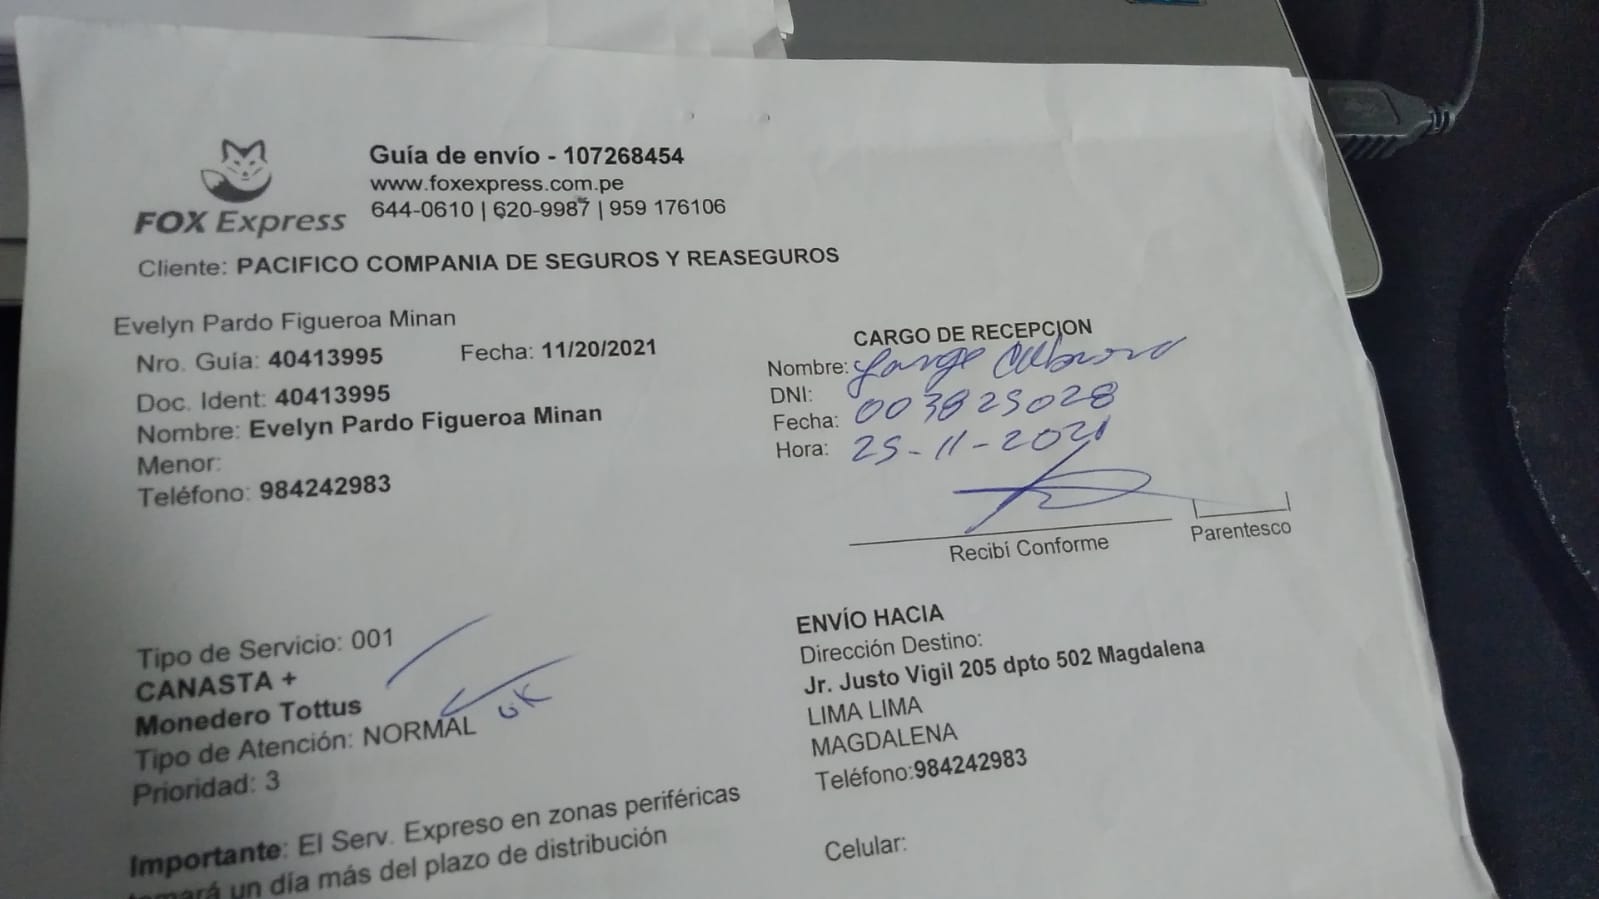 FOX Express
Guía de envío - 107268454
www.foxexpress.com.pe
644-0610 | 620-9987 | 959 176106
Cliente: PACIFICO COMPANIA DE SEGUROS Y REASEGUROS
Evelyn Pardo Figueroa Minan
Nro. Guía: 40413995 Fecha: 11/20/2021
Doc. Ident: 40413995
Nombre: Evelyn Pardo Figueroa Minan
Menor:
Teléfono: 984242983
CARGO DE RECEPCION
Nombre: Jorge
DNI: 003825028
Fecha: 25-11-2021
Hora:
Recibí Conforme
Parentesco
Tipo de Servicio: 001
CANASTA +
Monedero Tottus
Tipo de Atención: NORMAL OK
Prioridad: 3
Importante: El Serv. Expreso en zonas periféricas
tomará un día más del plazo de distribución
ENVÍO HACIA
Dirección Destino:
Jr. Justo Vigil 205 dpto 502 Magdalena
LIMA LIMA
MAGDALENA
Teléfono:984242983
Celular: